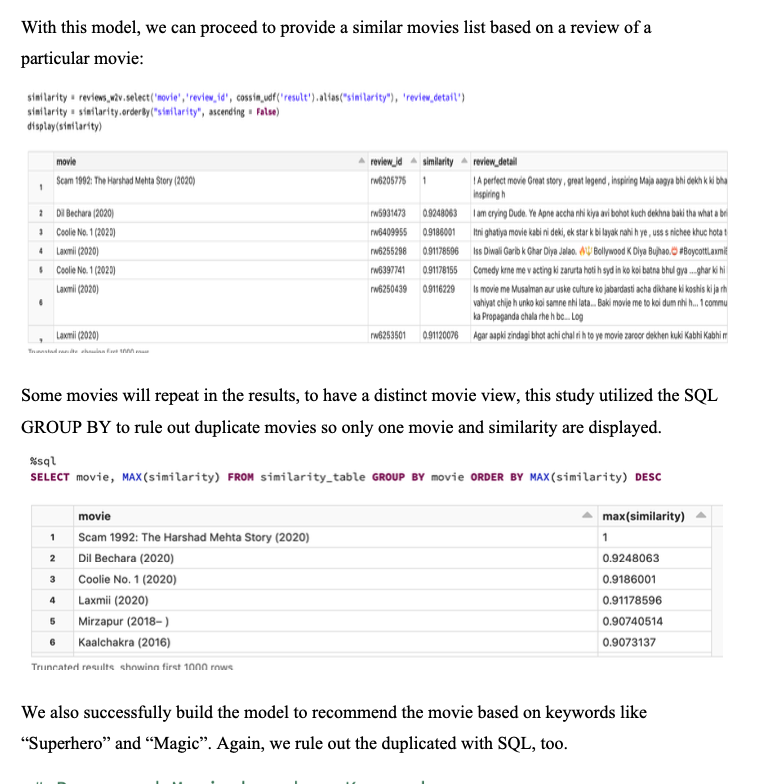 With this model, we can proceed to provide a similar movies list based on a review of a
particular movie:
similarity = reviews_w2v.select('movie','review_id', cossim_udf('result').alias("similarity"), 'review_detail')
similarity = similarity.orderBy("similarity", ascending = False)
display(similarity)
movie review_id similarity review_detail
1 Scam 1992: The Harshad Mehta Story (2020) rw6205775 1 !A perfect movie Great story , great legend , inspiring Maja aagya bhi dekh k ki bha
inspiring h
2 Dil Bechara (2020) rw5931473 0.9248063 I am crying Dude. Ye Apne accha nhi kiya avi bohot kuch dekhna baki tha what a bri
3 Coolie No. 1 (2020) rw6409955 0.9186001 Itni ghatiya movie kabi ni deki, ek star k bi layak nahi h ye , uss s nichee khuc hota t
4 Laxmii (2020) rw6255298 0.91178596 Iss Diwali Garib k Ghar Diya Jalao. 🔥 Bollywood K Diya Bujhao. #BoycottLaxmii
5 Coolie No. 1 (2020) rw6397741 0.91178155 Comedy krne me v acting ki zarurta hoti h syd in ko koi batna bhul gya ....ghar ki hi
6 Laxmii (2020) rw6250439 0.9116229 Is movie me Musalman aur uske culture ko jabardasti acha dikhane ki koshis ki ja rh
vahiyat chije h unko koi samne nhi lata... Baki movie me to koi dum nhi h... 1 commu
ka Propaganda chala rhe h bc... Log
Laxmii (2020) rw6253501 0.91120076 Agar aapki zindagi bhot achi chal ri h to ye movie zaroor dekhen kuki Kabhi Kabhi m
Truncated results, showing first 1000 rows
Some movies will repeat in the results, to have a distinct movie view, this study utilized the SQL
GROUP BY to rule out duplicate movies so only one movie and similarity are displayed.
%sql
SELECT movie, MAX(similarity) FROM similarity_table GROUP BY movie ORDER BY MAX(similarity) DESC
movie max(similarity)
1 Scam 1992: The Harshad Mehta Story (2020) 1
2 Dil Bechara (2020) 0.9248063
3 Coolie No. 1 (2020) 0.9186001
4 Laxmii (2020) 0.91178596
5 Mirzapur (2018– ) 0.90740514
6 Kaalchakra (2016) 0.9073137
Truncated results, showing first 1000 rows
We also successfully build the model to recommend the movie based on keywords like
“Superhero” and “Magic”. Again, we rule out the duplicated with SQL, too.